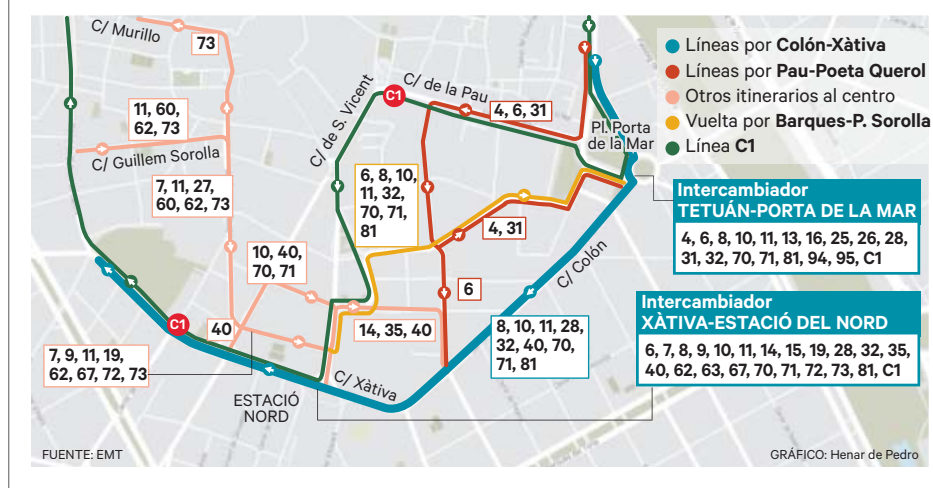 C/ Murillo
73
11, 60,
62, 73
C/ Guillem Sorolla
7, 11, 27,
60, 62, 73
10, 40,
70, 71
40
C1
7, 9, 11, 19,
62, 67, 72, 73
ESTACIÓ
NORD
C/ Xàtiva
14, 35, 40
C/ de S. Vicent
C1
C/ de la Pau
4, 6, 31
6, 8, 10,
11, 32,
70, 71,
81
4, 31
6
Pl. Porta
de la Mar
C/ Colón
8, 10, 11, 28,
32, 40, 70,
71, 81
Líneas por Colón-Xàtiva
Líneas por Pau-Poeta Querol
Otros itinerarios al centro
Vuelta por Barques-P. Sorolla
Línea C1
Intercambiador
TETUÁN-PORTA DE LA MAR
4, 6, 8, 10, 11, 13, 16, 25, 26, 28,
31, 32, 70, 71, 81, 94, 95, C1
Intercambiador
XÀTIVA-ESTACIÓ DEL NORD
6, 7, 8, 9, 10, 11, 14, 15, 19, 28, 32, 35,
40, 62, 63, 67, 70, 71, 72, 73, 81, C1
FUENTE: EMT
GRÁFICO: Henar de Pedro